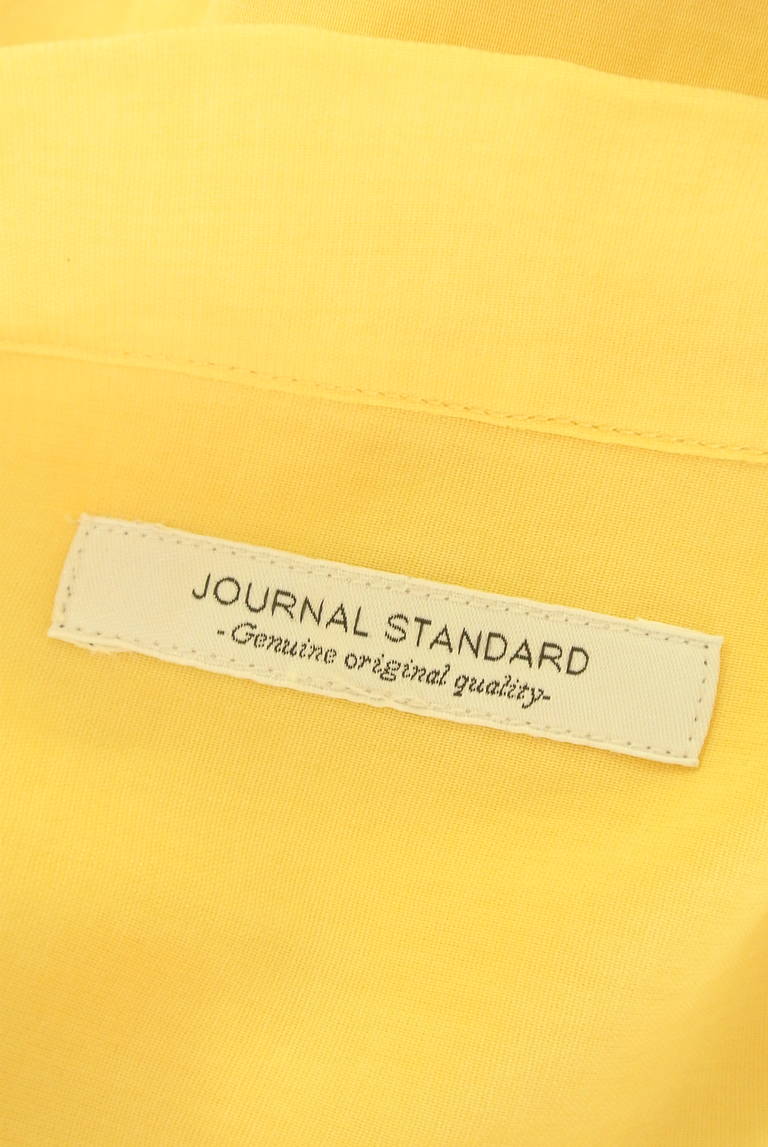 JOURNAL STANDARD
-Genuine original quality-